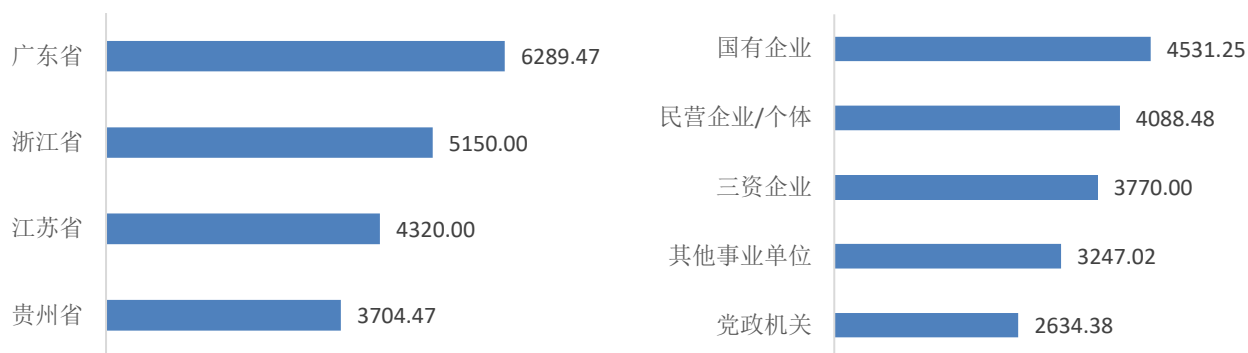 广东省 6289.47
浙江省 5150.00
江苏省 4320.00
贵州省 3704.47
国有企业 4531.25
民营企业/个体 4088.48
三资企业 3770.00
其他事业单位 3247.02
党政机关 2634.38